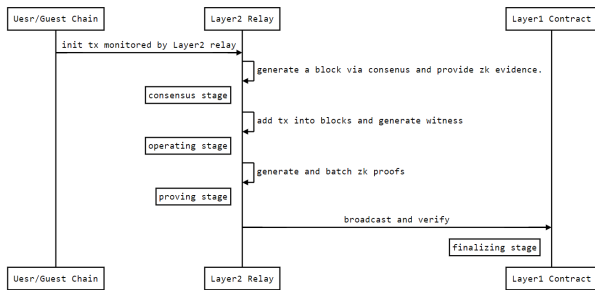 Uesr/Guest Chain
Layer2 Relay
Layer1 Contract
init tx monitored by Layer2 relay
generate a block via consenus and provide zk evidence.
consensus stage
add tx into blocks and generate witness
operating stage
generate and batch zk proofs
proving stage
broadcast and verify
finalizing stage
Uesr/Guest Chain
Layer2 Relay
Layer1 Contract